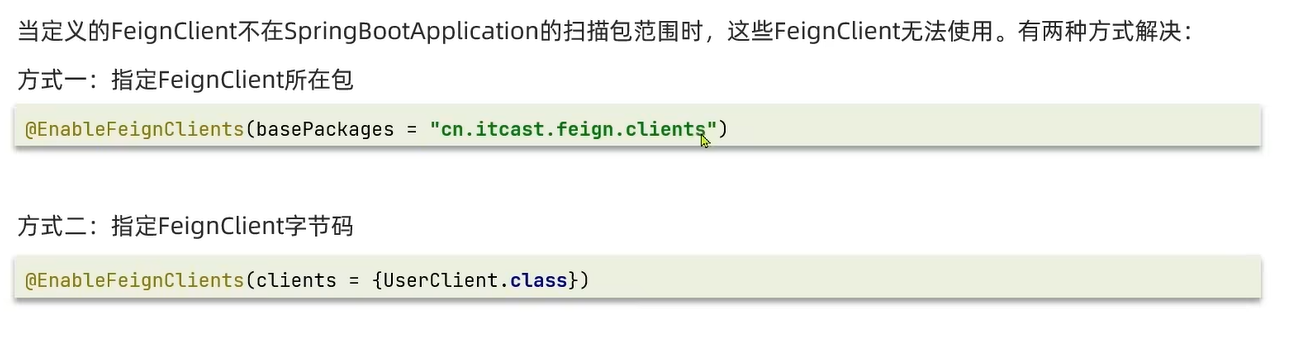 当定义的FeignClient不在SpringBootApplication的扫描包范围时，这些FeignClient无法使用。有两种方式解决：
方式一：指定FeignClient所在包
@EnableFeignClients(basePackages = "cn.itcast.feign.clients")
方式二：指定FeignClient字节码
@EnableFeignClients(clients = {UserClient.class})